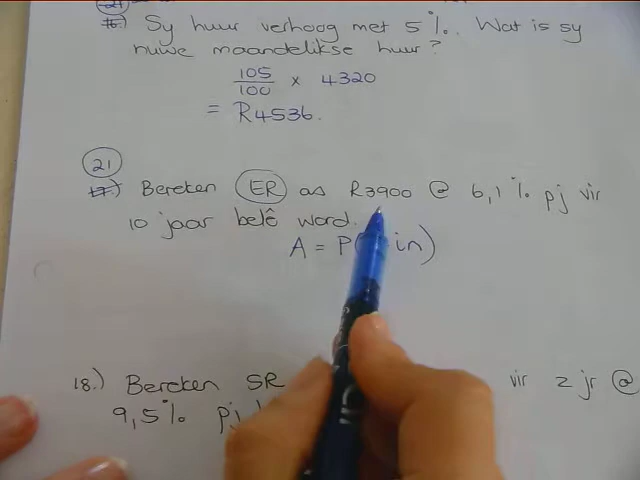 21
16.) Sy huur verhoog met 5%. Wat is sy
nuwe maandelikse huur?
105/100 x 4320
= R4536.
21
17.) Bereken ER as R3900 @ 6,1% pj vir
10 jaar belê word.
A = P( in)
18.) Bereken SR vir 2 jr @
9,5% pj